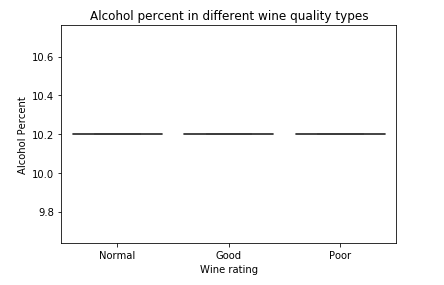 Alcohol percent in different wine quality types
10.6
10.4
10.2
10.0
9.8
Alcohol Percent
Normal Good Poor
Wine rating